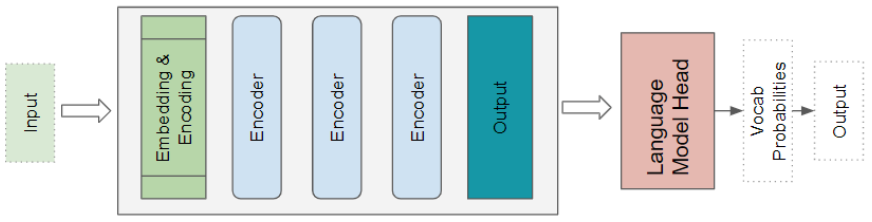 Input
Embedding &
Encoding
Encoder
Encoder
Encoder
Output
Language
Model Head
Vocab
Probabilities
Output